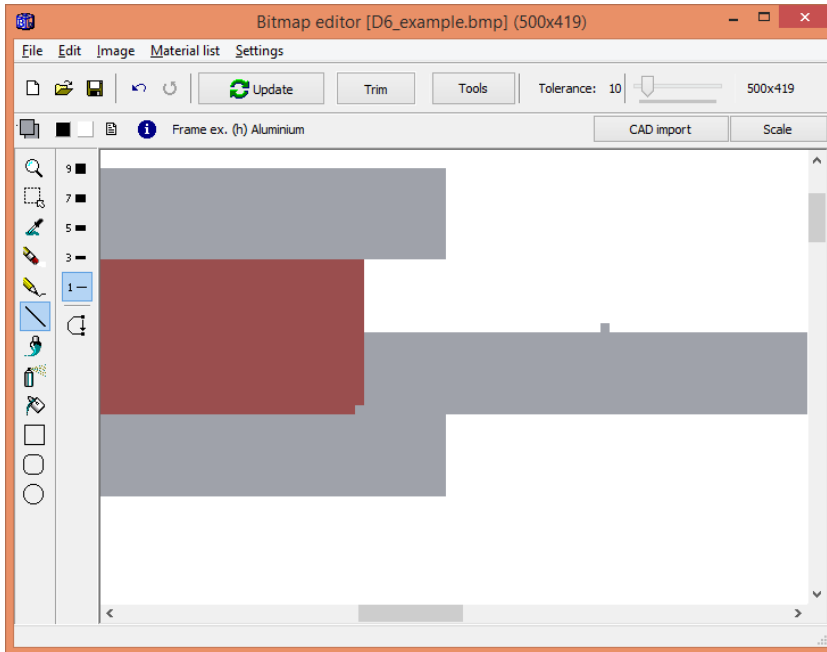 Bitmap editor [D6_example.bmp] (500x419)
File Edit Image Material list Settings
Update Trim Tools Tolerance: 10 500x419
Frame ex. (h) Aluminium CAD import Scale
9
7
5
3
1